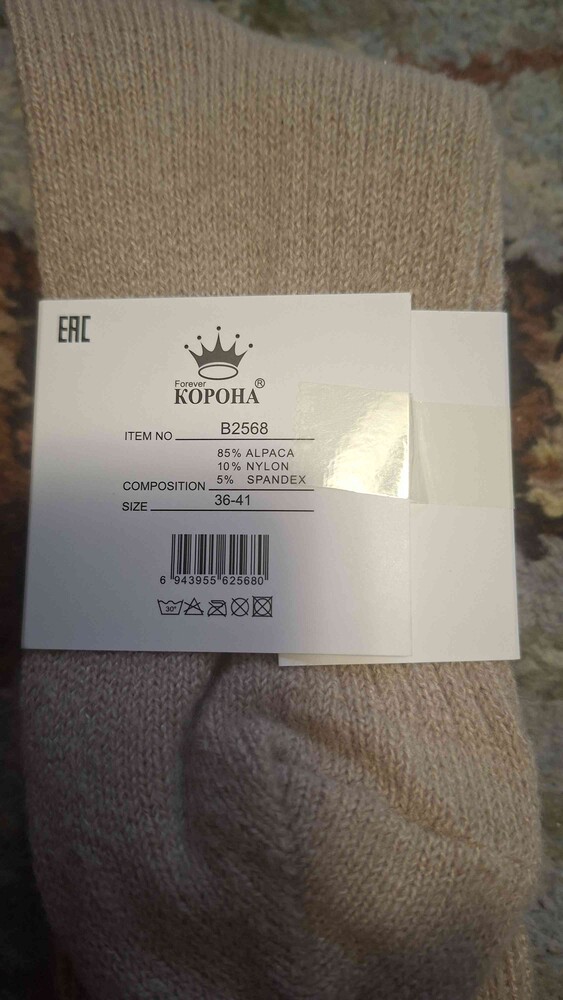 EAC
Forever
КОРОНА ®
ITEM NO B2568
85% ALPACA
10% NYLON
COMPOSITION 5% SPANDEX
SIZE 36-41
6 943955 625680
30°